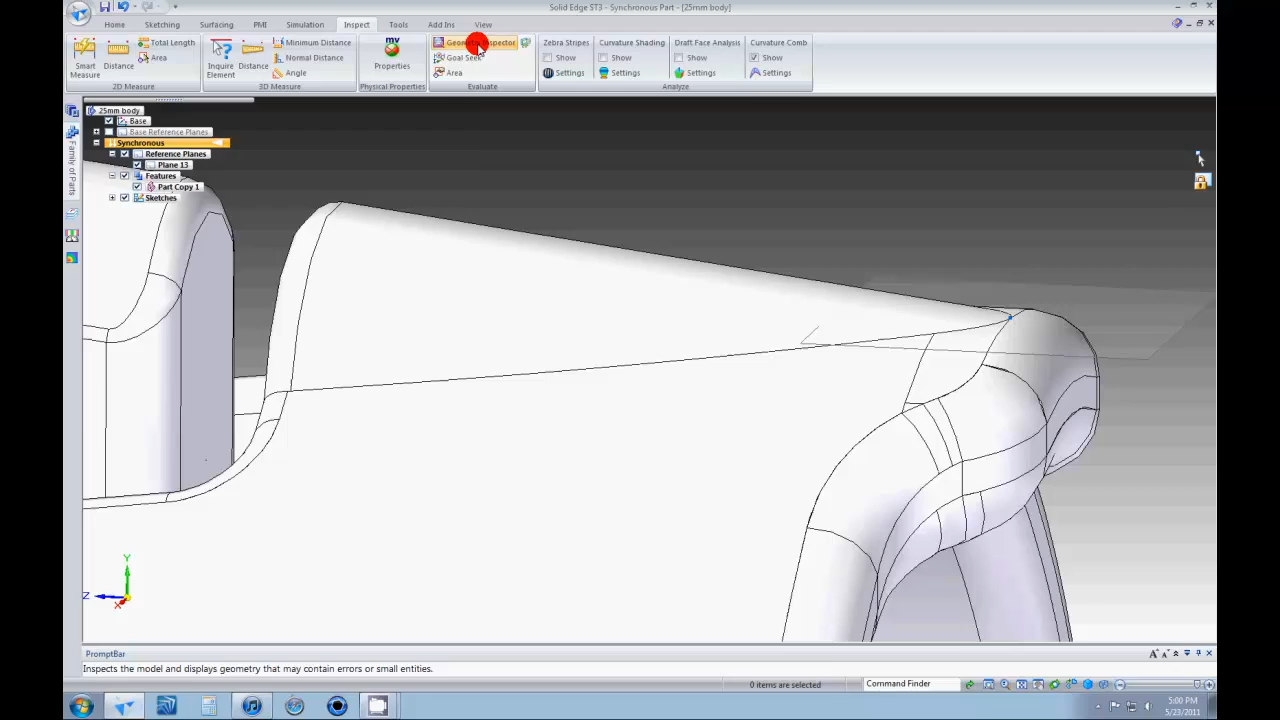 Solid Edge ST3 - Synchronous Part - [25mm body]
Home Sketching Surfacing PMI Simulation Inspect Tools Add Ins View
Smart Measure
Distance
Total Length
Area
2D Measure
Inquire Element
Distance
Minimum Distance
Normal Distance
Angle
3D Measure
mv
Properties
Physical Properties
Goal Seek
Area
Evaluate
Zebra Stripes
Show
Settings
Curvature Shading
Show
Settings
Draft Face Analysis
Show
Settings
Curvature Comb
Show
Settings
Analyze
Family of Parts
25mm body
Base
Base Reference Planes
Synchronous
Reference Planes
Plane 13
Features
Part Copy 1
Sketches
Y
Z
X
PromptBar
Inspects the model and displays geometry that may contain errors or small entities.
0 items are selected
Command Finder
5:00 PM
5/23/2011